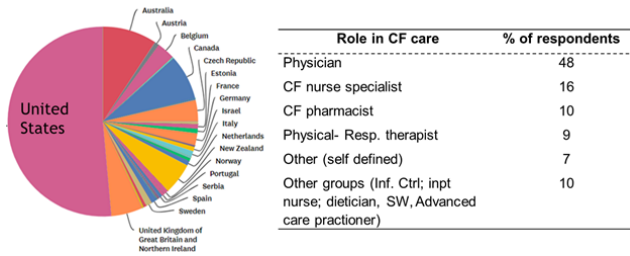 Australia
Austria
Belgium
Canada
Czech Republic
Estonia
France
Germany
Israel
Italy
Netherlands
New Zealand
Norway
Portugal
Serbia
Spain
Sweden
United Kingdom of
Great Britain and
Northern Ireland
United
States
Role in CF care % of respondents
Physician 48
CF nurse specialist 16
CF pharmacist 10
Physical- Resp. therapist 9
Other (self defined) 7
Other groups (Inf. Ctrl; inpt 10
nurse; dietician, SW, Advanced
care practioner)